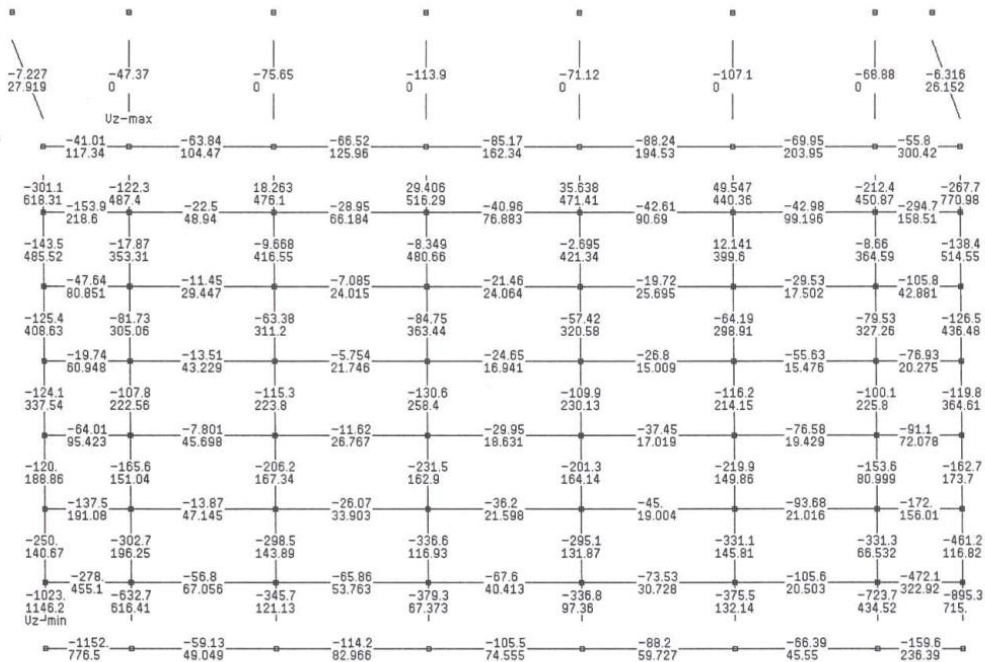 -7.227 -47.37 -75.65 -113.9 -71.12 -107.1 -68.88 -6.316
27.919 0 0 0 0 0 0 26.152
Vz-max
-41.01 -63.84 -66.52 -85.17 -88.24 -69.95 -55.8
117.34 104.47 125.96 162.34 194.53 203.95 300.42
-301.1 -122.3 18.263 29.406 35.638 49.547 -212.4 -267.7
618.31 487.4 476.1 516.29 471.41 440.36 450.87 770.98
-153.9 -22.5 -28.95 -40.96 -42.61 -42.98 -294.7
218.6 48.94 66.184 76.883 90.69 99.196 158.51
-143.5 -17.87 -9.668 -8.349 -2.695 12.141 -8.66 -138.4
485.52 353.31 416.55 480.66 421.34 399.6 364.59 514.55
-47.64 -11.45 -7.085 -21.46 -19.72 -29.53 -105.8
80.851 29.447 24.015 24.064 25.695 17.502 42.881
-125.4 -81.73 -63.38 -84.75 -57.42 -64.19 -79.53 -126.5
408.63 305.06 311.2 363.44 320.58 298.91 327.26 436.48
-19.74 -13.51 -5.754 -24.65 -26.8 -55.63 -76.93
60.948 43.229 21.746 16.941 15.009 15.476 20.275
-124.1 -107.8 -115.3 -130.6 -109.9 -116.2 -100.1 -119.8
337.54 222.56 223.8 258.4 230.13 214.15 225.8 364.61
-64.01 -7.801 -11.62 -29.95 -37.45 -76.58 -91.1
95.423 45.698 26.767 18.631 17.019 19.429 72.078
-120. -165.6 -206.2 -231.5 -201.3 -219.9 -153.6 -162.7
188.86 151.04 167.34 162.9 164.14 149.86 80.999 173.7
-137.5 -13.87 -26.07 -36.2 -45. -93.68 -172.
191.08 47.145 33.903 21.598 19.004 21.016 156.01
-250. -302.7 -298.5 -336.6 -295.1 -331.1 -331.3 -461.2
140.67 196.25 143.89 116.93 131.87 145.81 66.532 116.82
-278. -56.8 -65.86 -67.6 -73.53 -105.6 -472.1
455.1 67.056 53.763 40.413 30.728 20.503 322.92
-1023. -632.7 -345.7 -379.3 -336.8 -375.5 -723.7 -895.3
1146.2 616.41 121.13 67.373 97.36 132.14 434.52 715.
Vz-min
-1152. -59.13 -114.2 -105.5 -88.2 -66.39 -159.6
776.5 49.049 82.966 74.555 59.727 45.55 236.39